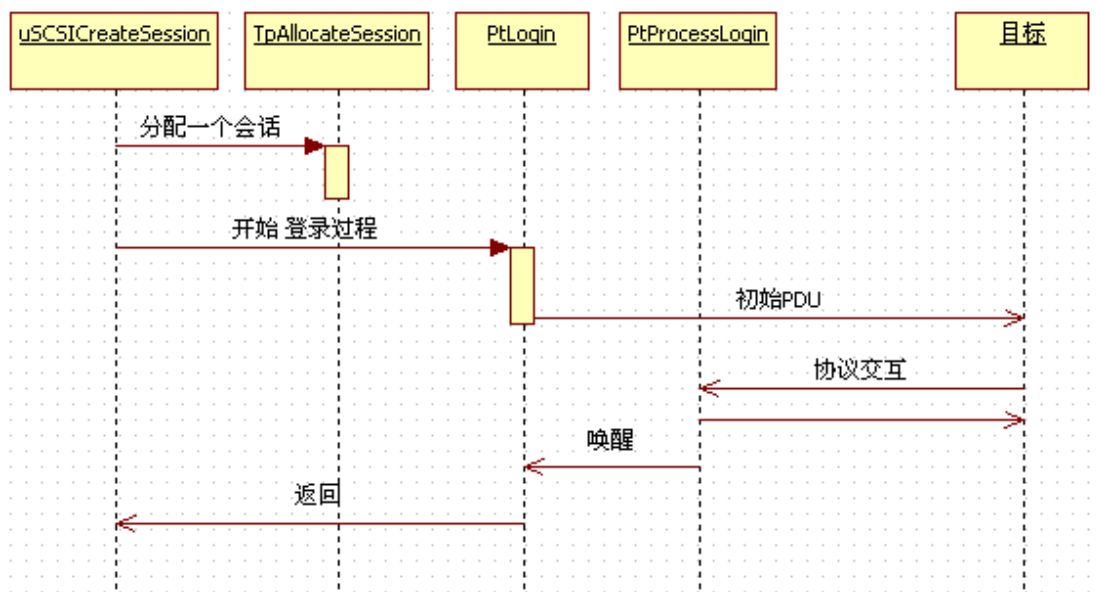 uSCSICreateSession
TpAllocateSession
PtLogin
PtProcessLogin
目标
分配一个会话
开始 登录过程
初始PDU
协议交互
唤醒
返回